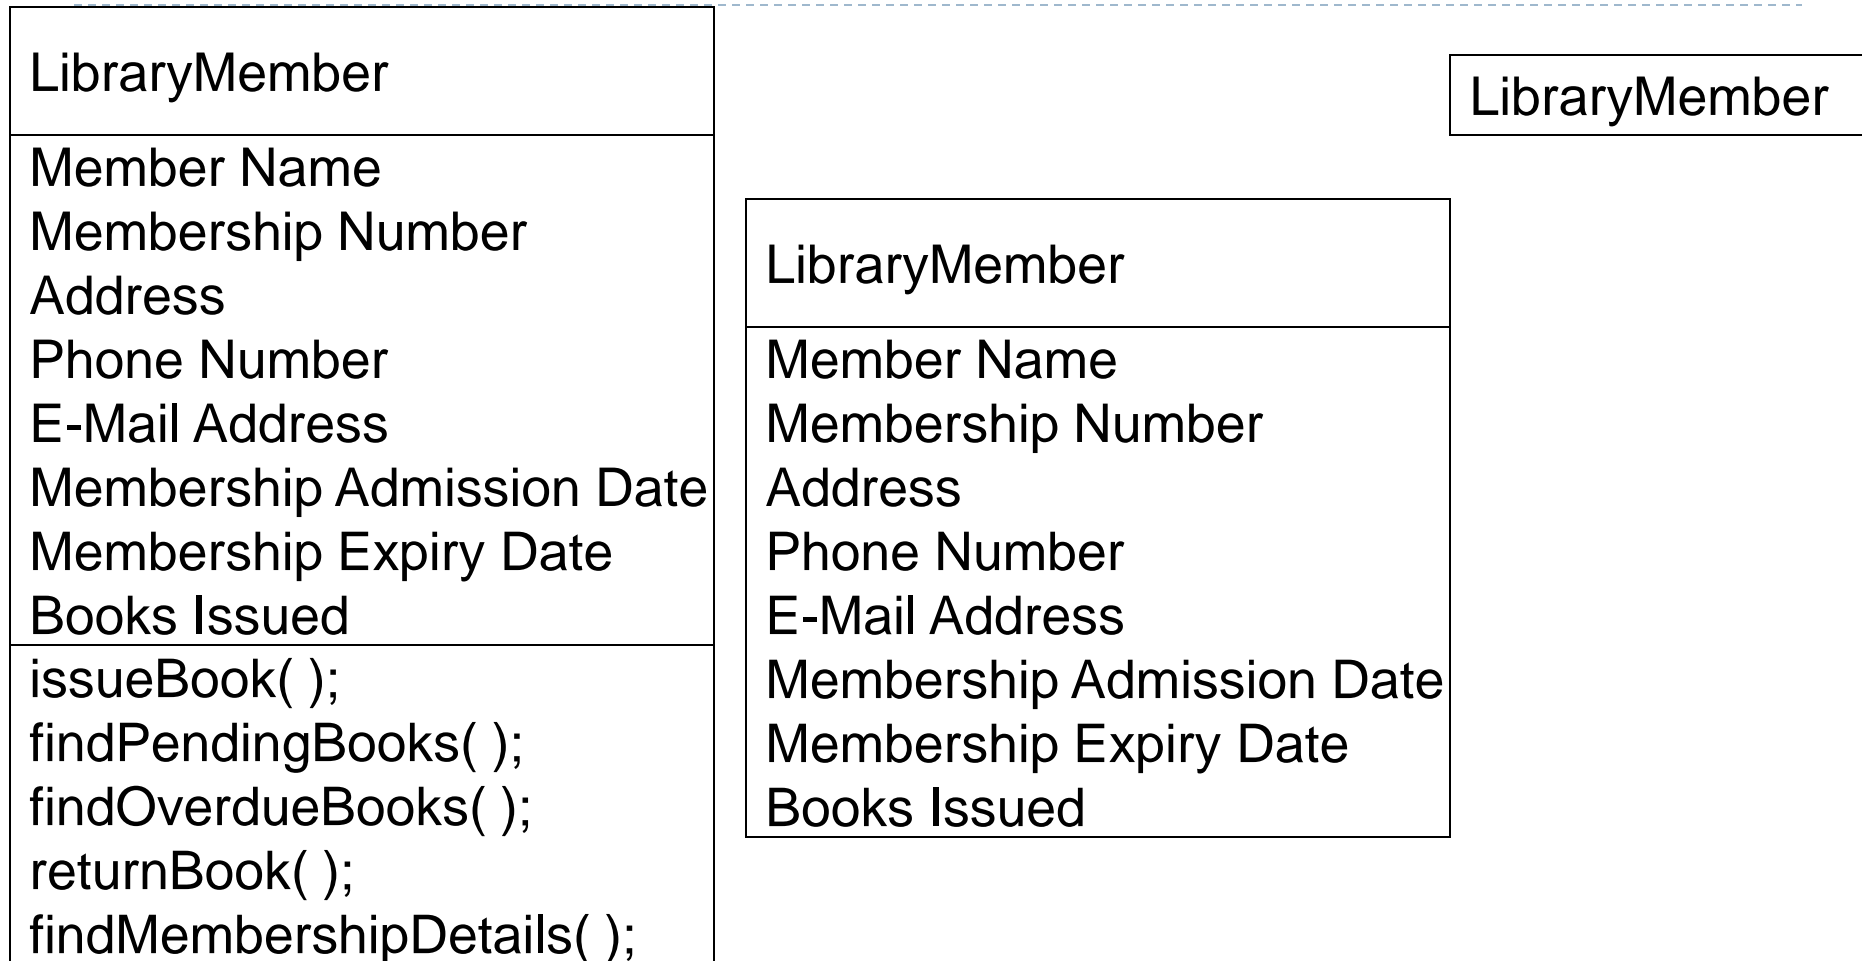 LibraryMember
Member Name
Membership Number
Address
Phone Number
E-Mail Address
Membership Admission Date
Membership Expiry Date
Books Issued
issueBook( );
findPendingBooks( );
findOverdueBooks( );
returnBook( );
findMembershipDetails( );
LibraryMember
Member Name
Membership Number
Address
Phone Number
E-Mail Address
Membership Admission Date
Membership Expiry Date
Books Issued
LibraryMember